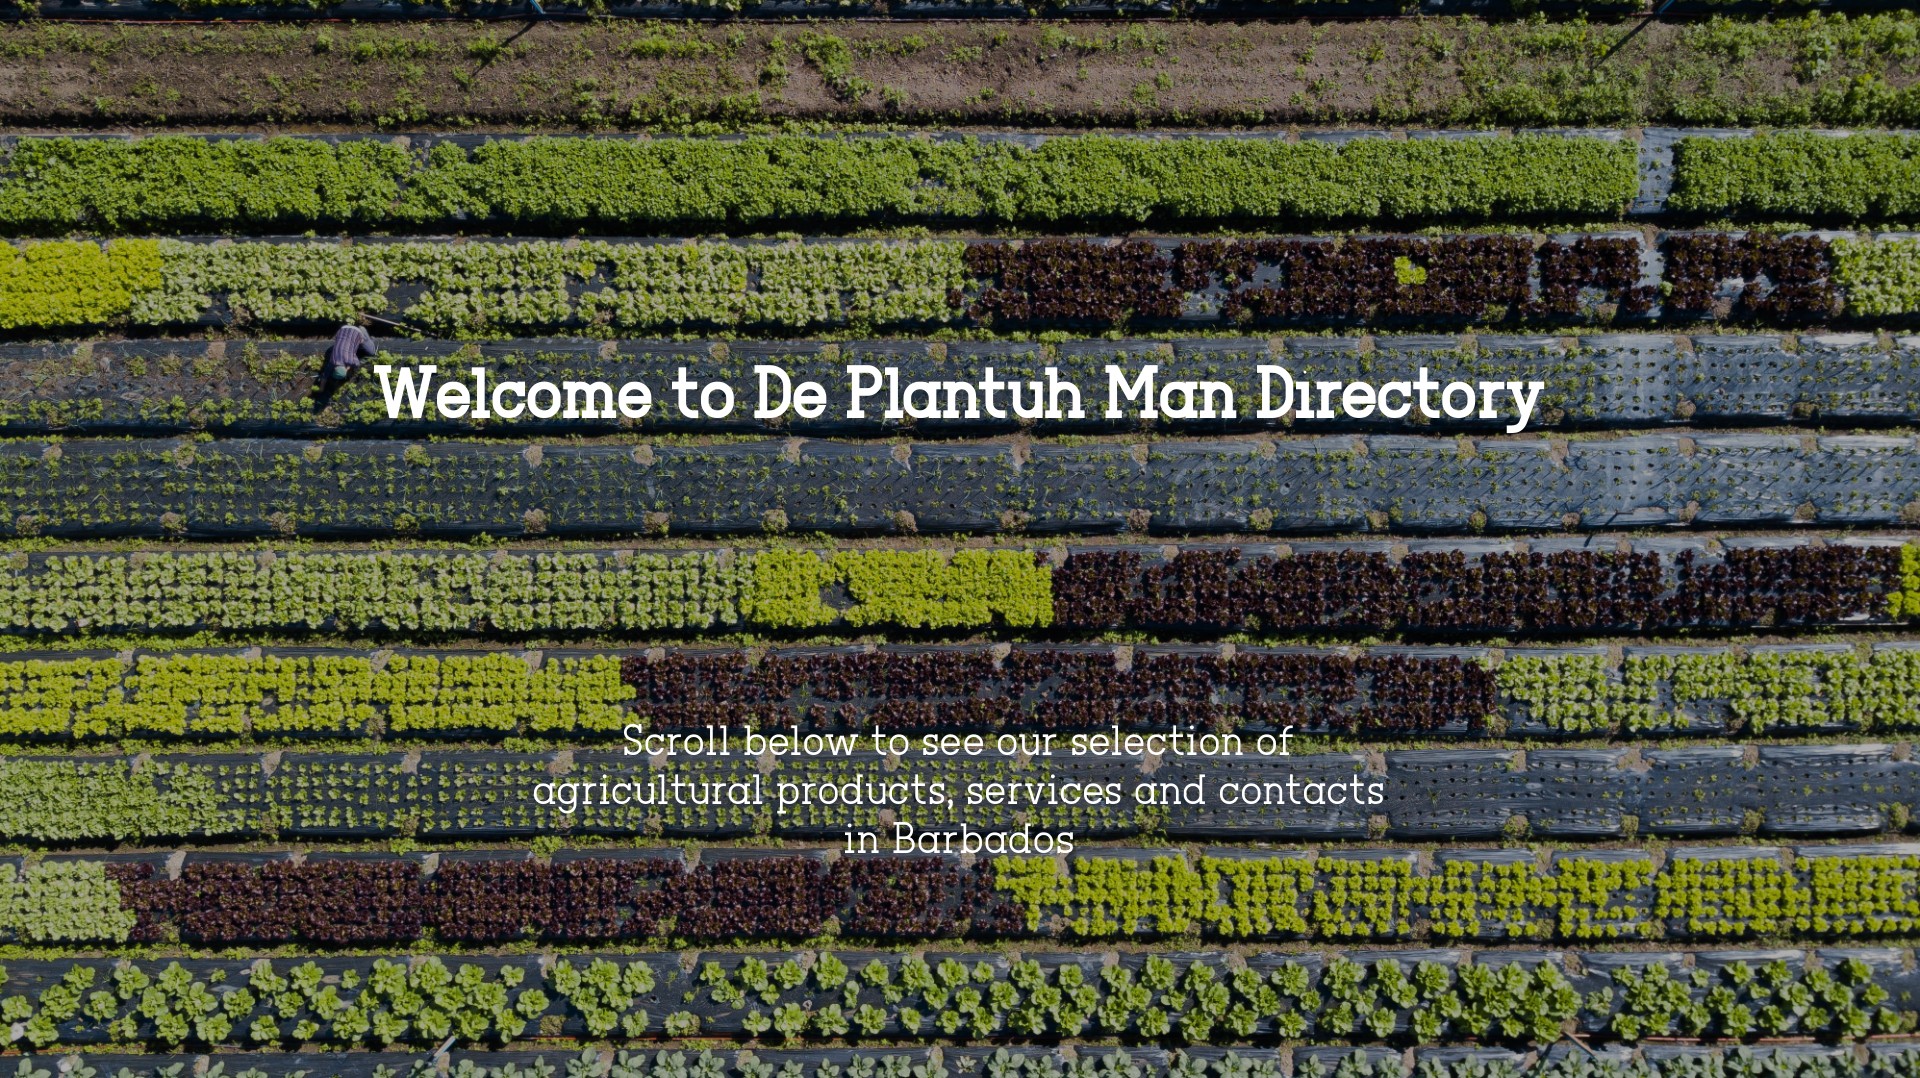 Welcome to De Plantuh Man Directory
Scroll below to see our selection of
agricultural products, services and contacts
in Barbados